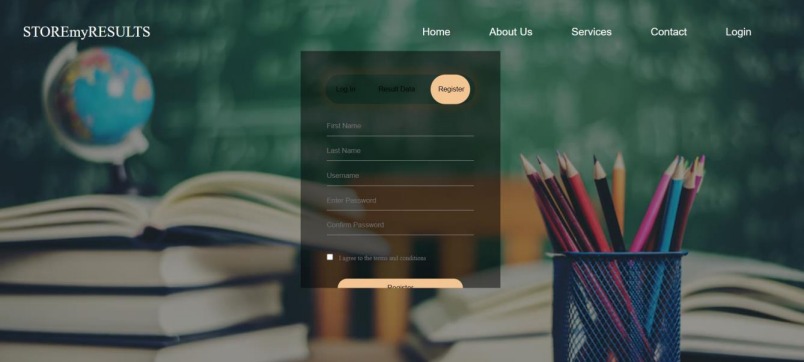 STOREmyRESULTS
Home About Us Services Contact Login
Log In Result Data Register
First Name
Last Name
Username
Enter Password
Confirm Password
I agree to the terms and conditions
Register